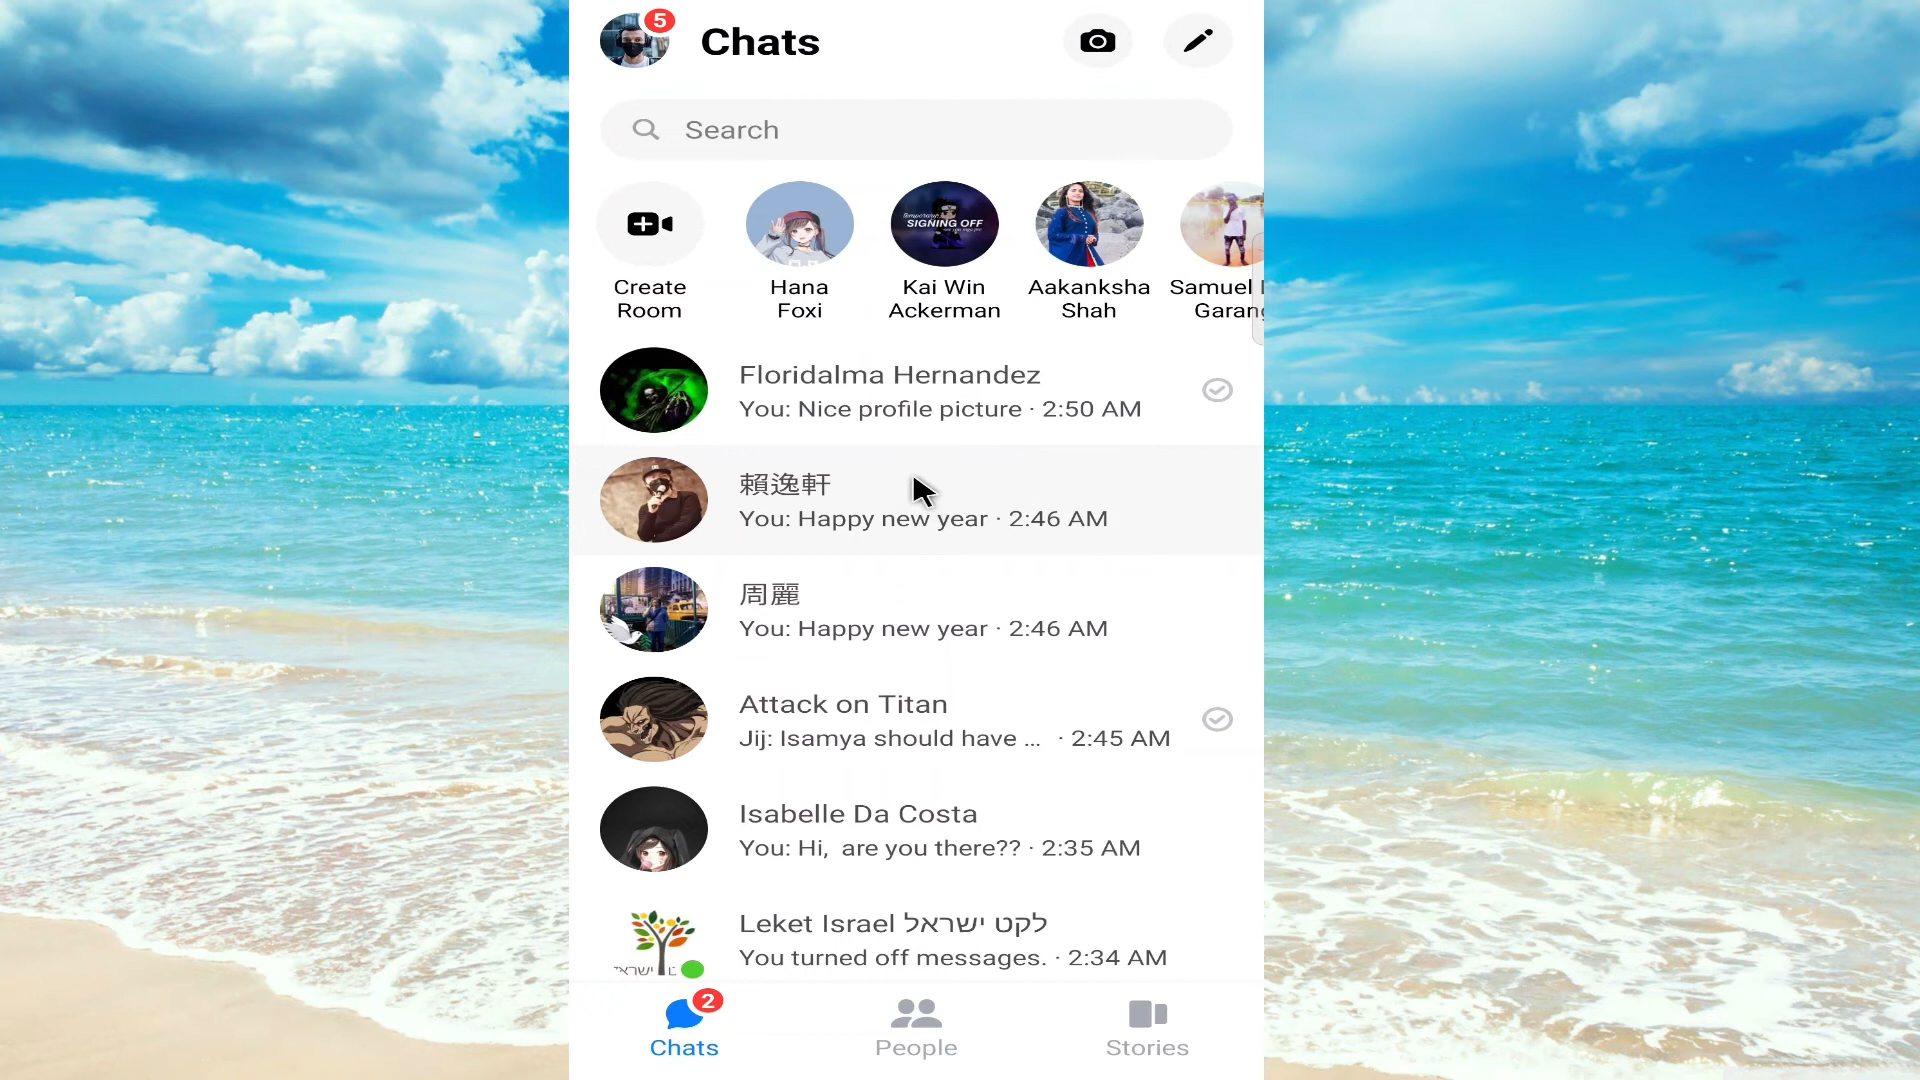 5
Chats
Search
Temporary
SIGNING OFF
Create
Room
Hana
Foxi
Kai Win
Ackerman
Aakanksha
Shah
Samuel
Garang
Floridalma Hernandez
You: Nice profile picture · 2:50 AM
賴逸軒
You: Happy new year · 2:46 AM
周麗
You: Happy new year · 2:46 AM
Attack on Titan
Jij: Isamya should have ... · 2:45 AM
Isabelle Da Costa
You: Hi, are you there?? · 2:35 AM
Leket Israel לקט ישראל
You turned off messages. · 2:34 AM
2
Chats
People
Stories